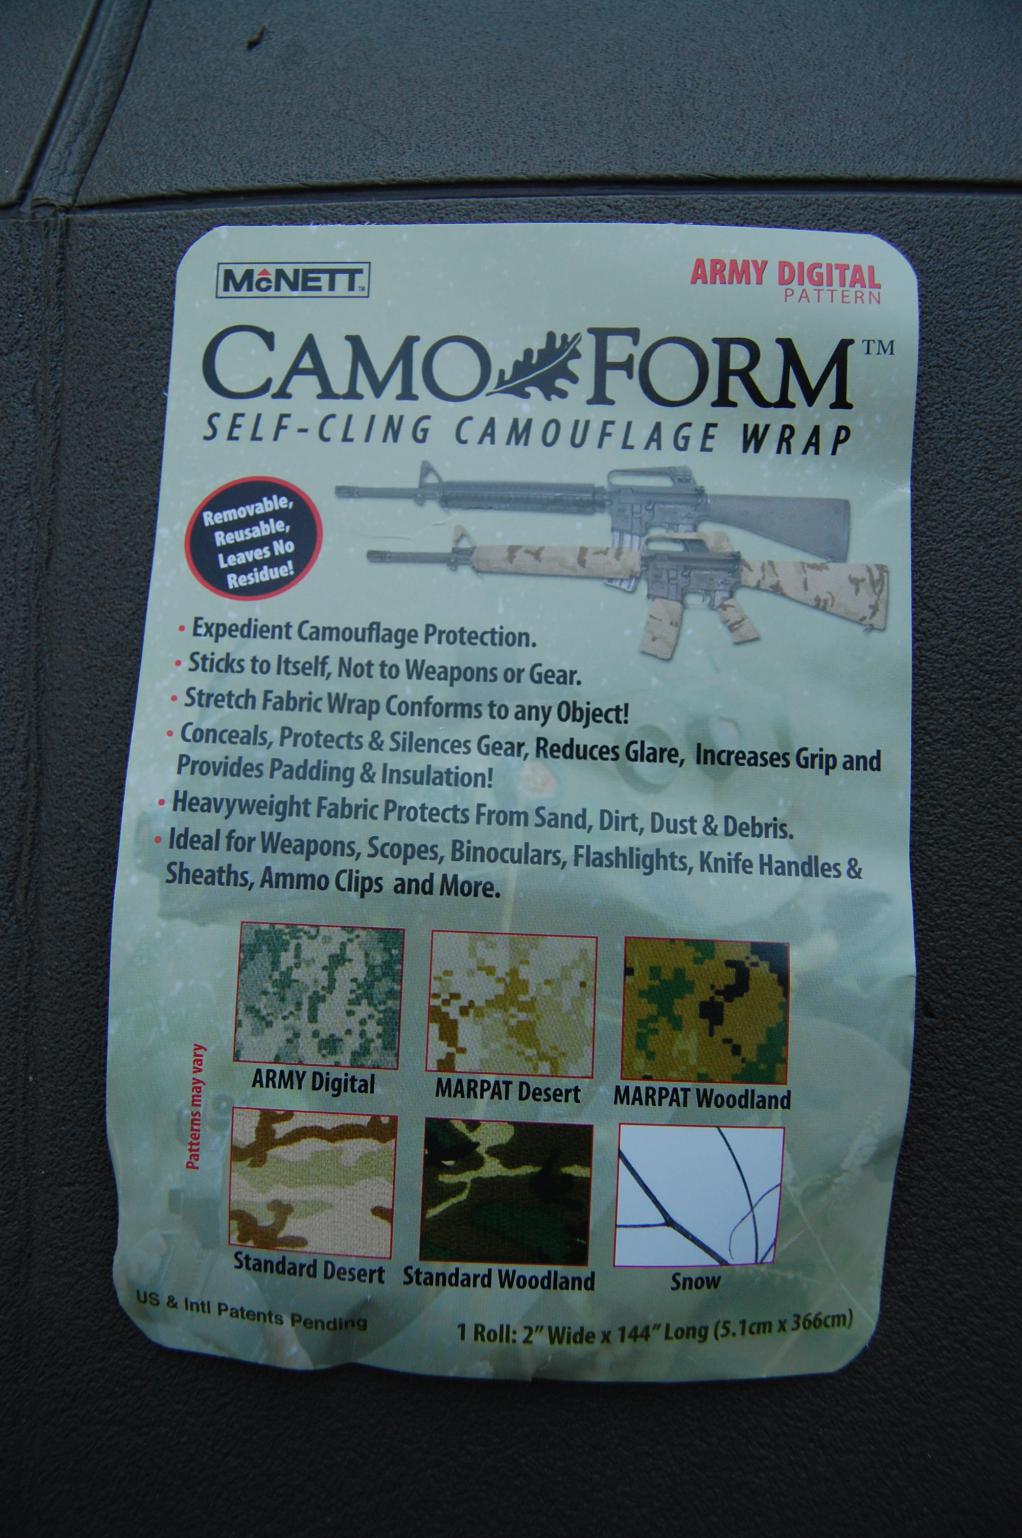 McNETT™
ARMY DIGITAL
PATTERN
CAMO FORM™
SELF-CLING CAMOUFLAGE WRAP
Removable,
Reusable,
Leaves No
Residue!
• Expedient Camouflage Protection.
• Sticks to Itself, Not to Weapons or Gear.
• Stretch Fabric Wrap Conforms to any Object!
• Conceals, Protects & Silences Gear, Reduces Glare, Increases Grip and
Provides Padding & Insulation!
• Heavyweight Fabric Protects From Sand, Dirt, Dust & Debris.
• Ideal for Weapons, Scopes, Binoculars, Flashlights, Knife Handles &
Sheaths, Ammo Clips and More.
ARMY Digital
MARPAT Desert
MARPAT Woodland
Patterns may vary
Standard Desert
Standard Woodland
Snow
US & Intl Patents Pending
1 Roll: 2" Wide x 144" Long (5.1cm x 366cm)